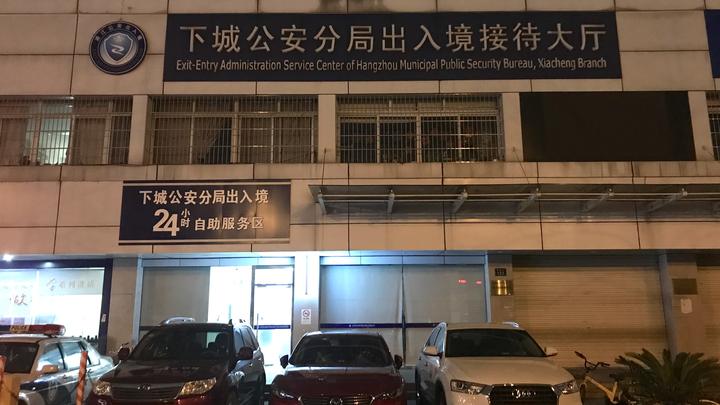 下城公安分局出入境接待大厅
Exit-Entry Administration Service Center of Hangzhou Municipal Public Security Bureau, Xiacheng Branch
下城公安分局出入境
24小时自助服务区